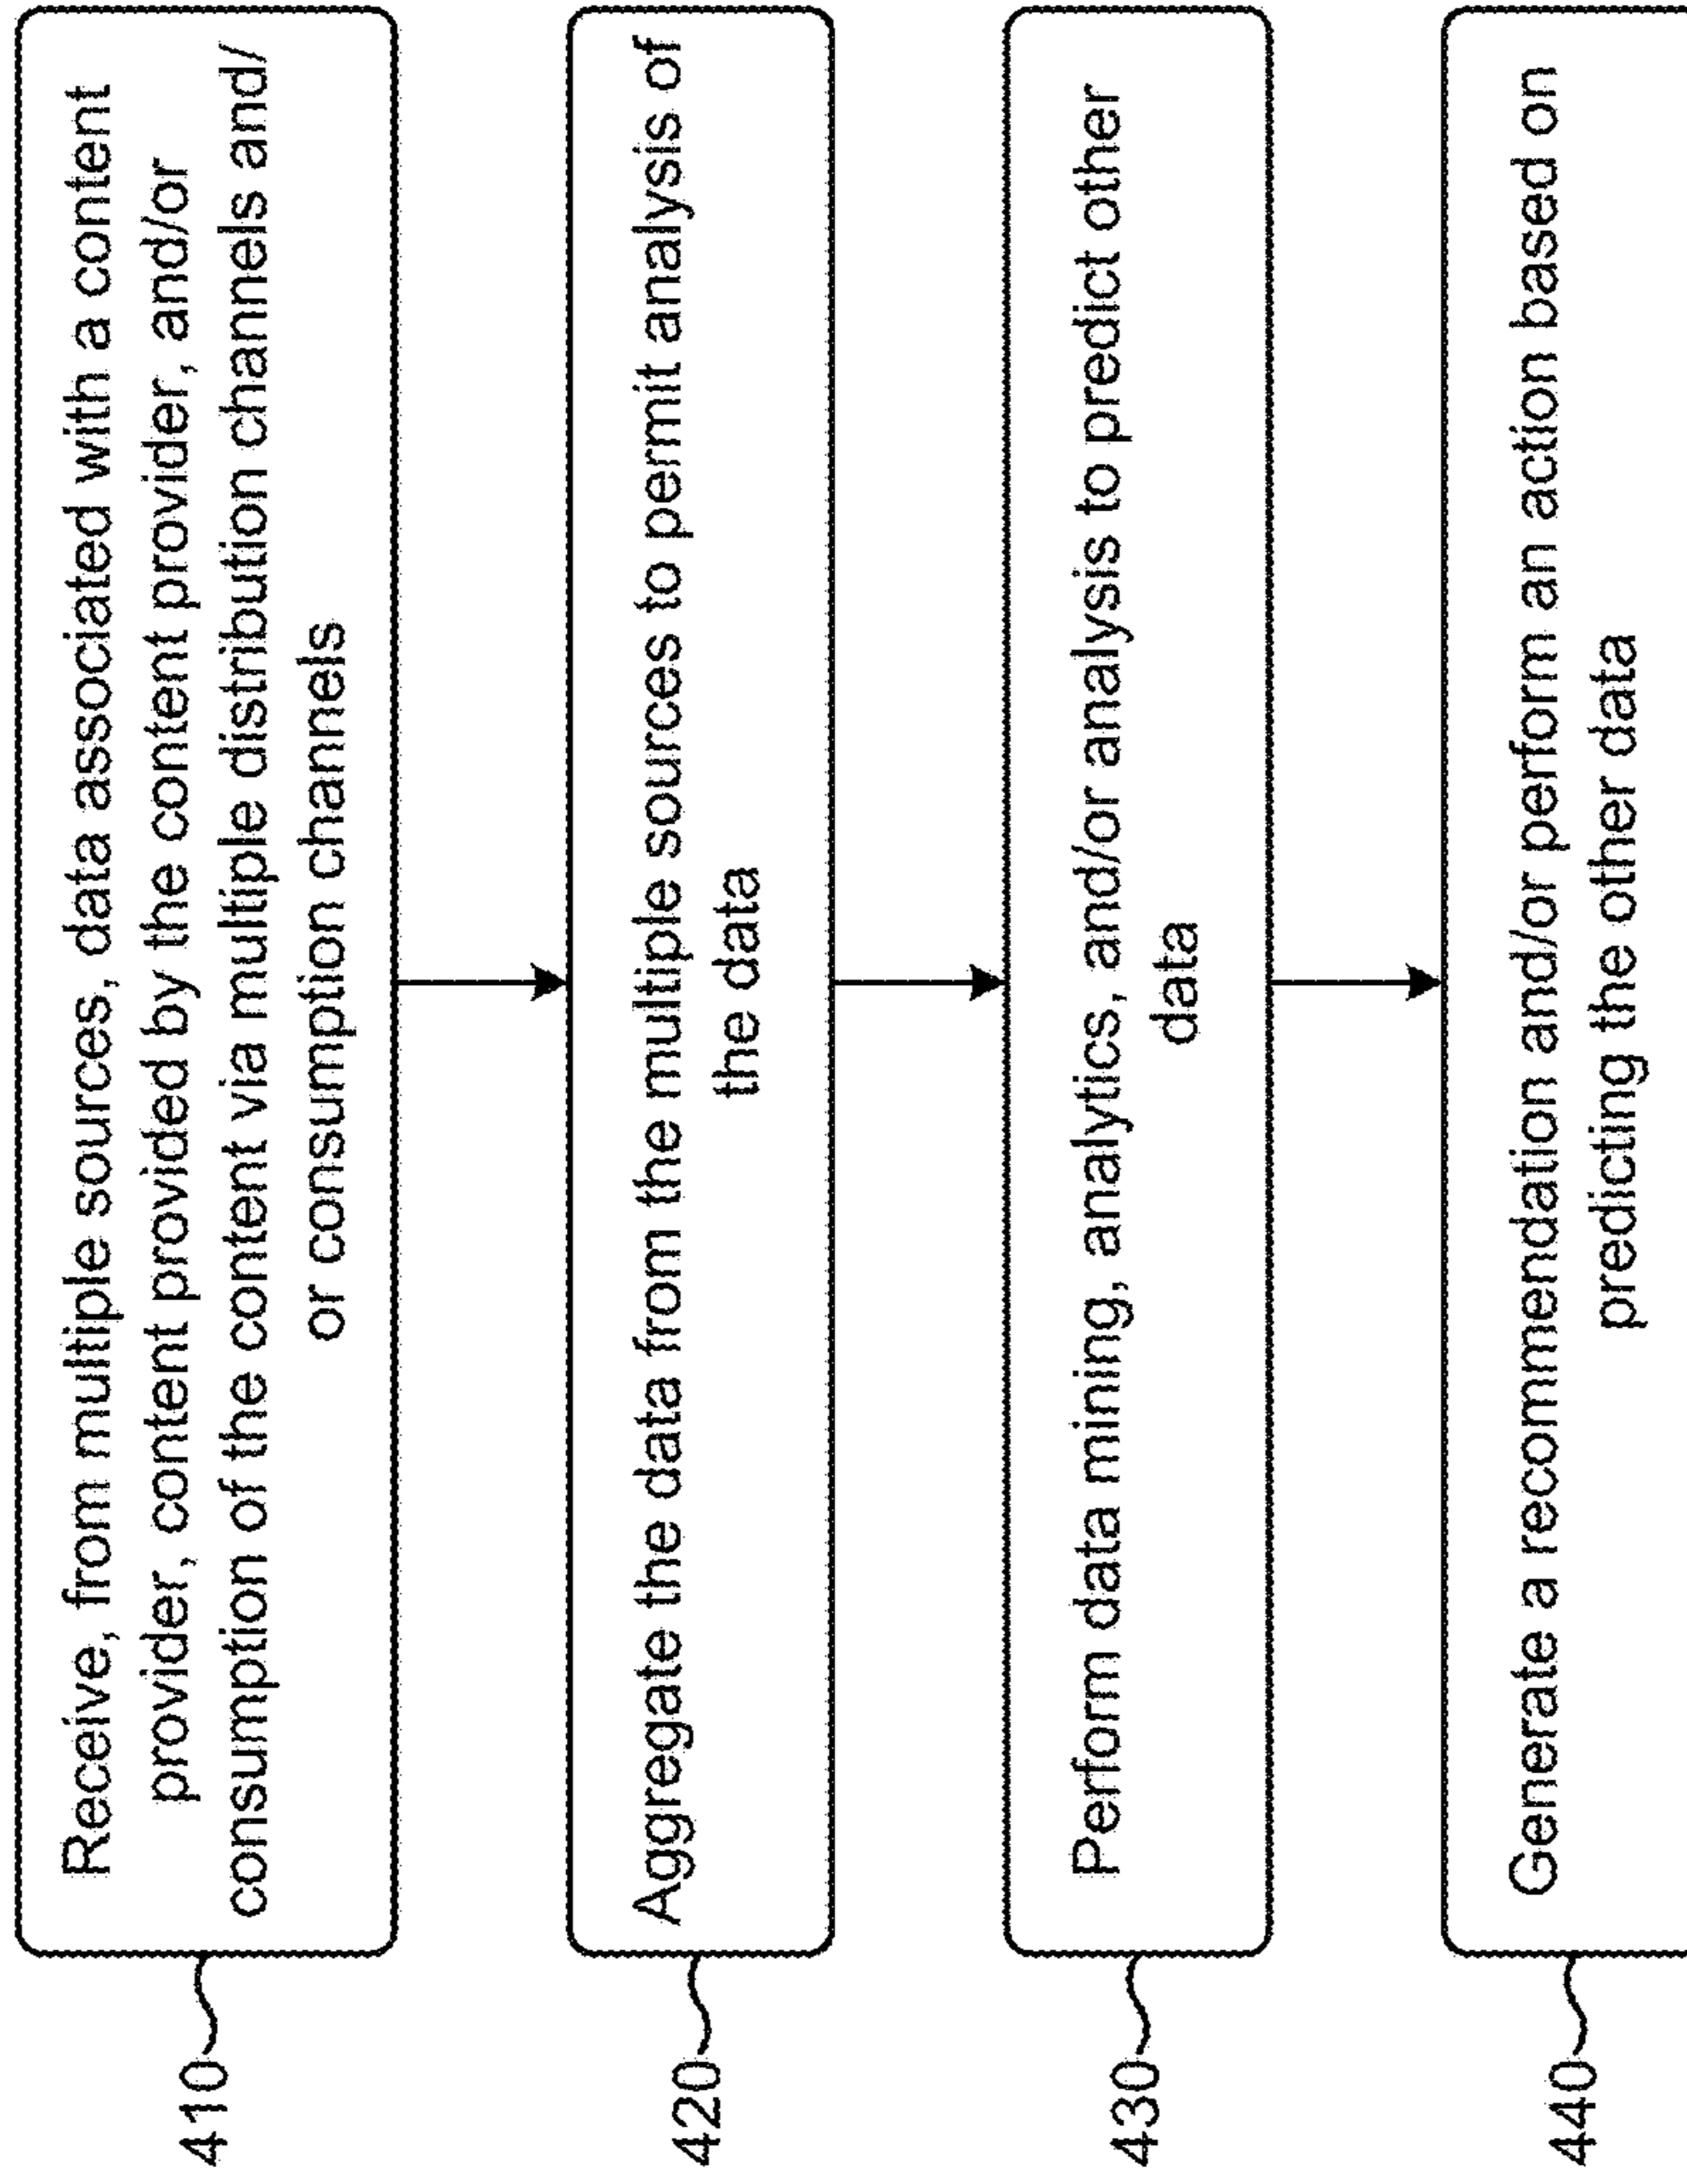 410
Receive, from multiple sources, data associated with a content
provider, content provided by the content provider, and/or
consumption of the content via multiple distribution channels and/
or consumption channels
420
Aggregate the data from the multiple sources to permit analysis of
the data
430
Perform data mining, analytics, and/or analysis to predict other
data
440
Generate a recommendation and/or perform an action based on
predicting the other data